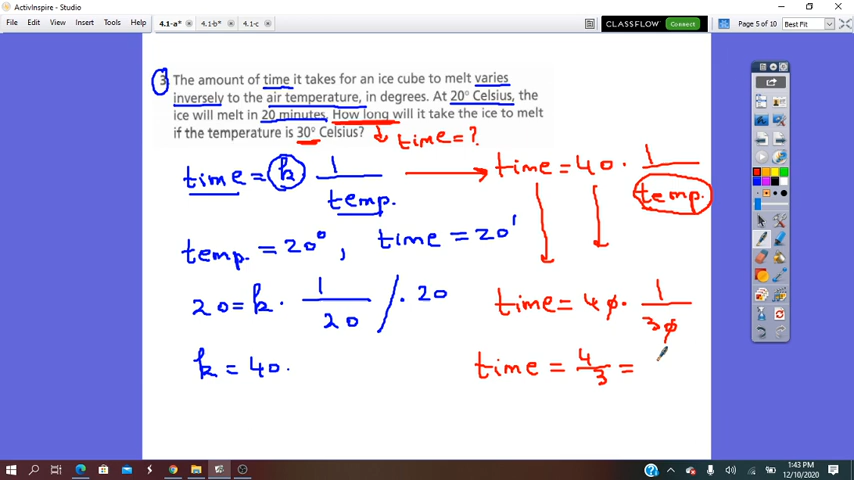 ActivInspire - Studio
File Edit View Insert Tools Help
4.1-a* 4.1-b* 4.1-c
CLASSFLOW Connect Page 5 of 10 Best Fit
3. The amount of time it takes for an ice cube to melt varies
inversely to the air temperature, in degrees. At 20° Celsius, the
ice will melt in 20 minutes. How long will it take the ice to melt
if the temperature is 30° Celsius?
time = ?
time = k 1/temp.
time = 40 · 1/temp.
temp. = 20°, time = 20'
20 = k · 1/20 / · 20
time = 40 · 1/30
k = 40.
time = 4/3 =
1:43 PM
12/10/2020